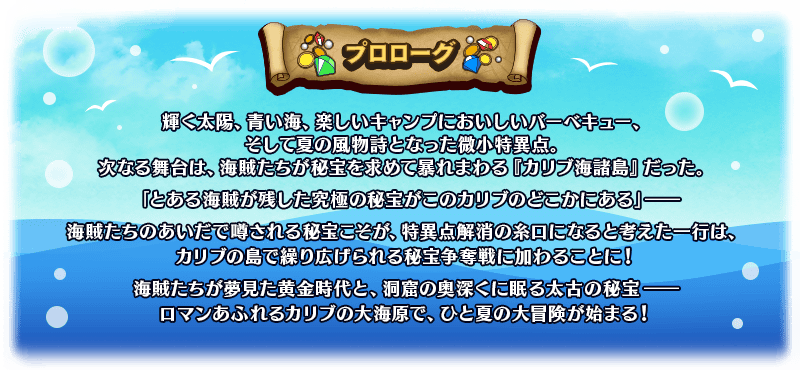 プロローグ
輝く太陽、青い海、楽しいキャンプにおいしいバーベキュー、
そして夏の風物詩となった微小特異点。
次なる舞台は、海賊たちが秘宝を求めて暴れまわる『カリブ海諸島』だった。
「とある海賊が残した究極の秘宝がこのカリブのどこかにある」――
海賊たちのあいだで噂される秘宝こそが、特異点解消の糸口になると考えた一行は、
カリブの島で繰り広げられる秘宝争奪戦に加わることに！
海賊たちが夢見た黄金時代と、洞窟の奥深くに眠る太古の秘宝――
ロマンあふれるカリブの大海原で、ひと夏の大冒険が始まる！